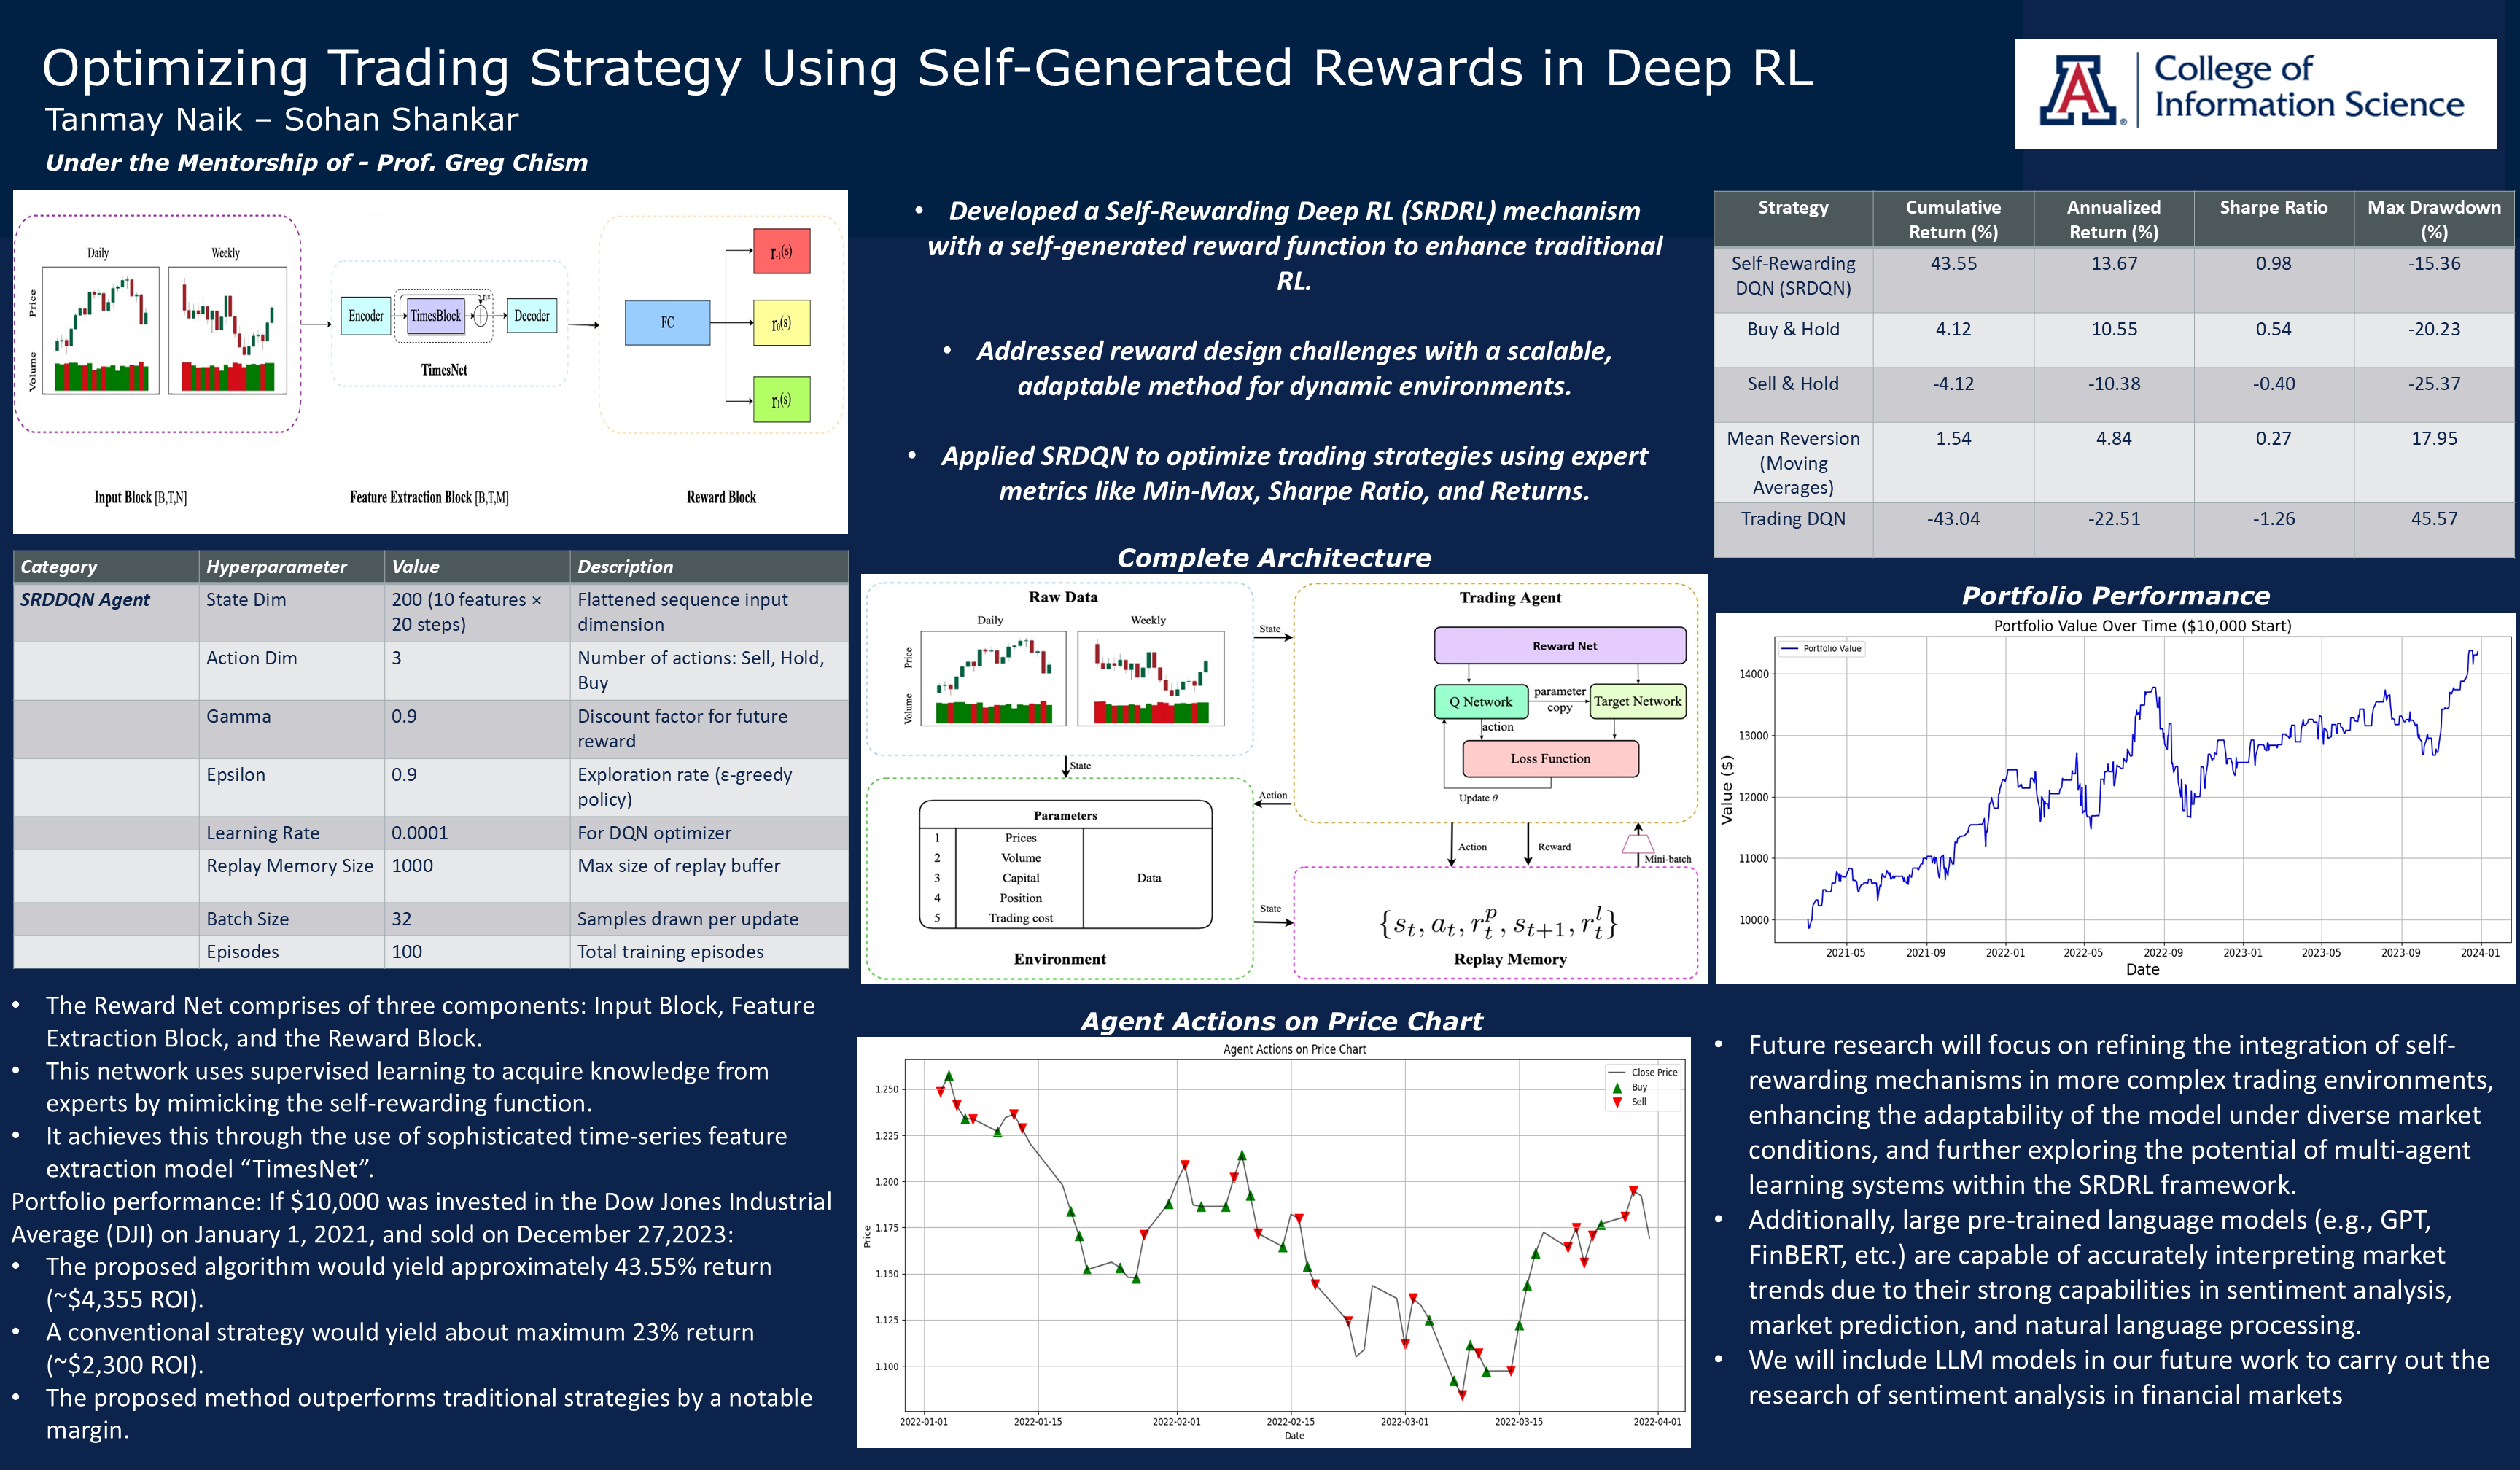 Optimizing Trading Strategy Using Self-Generated Rewards in Deep RL
Tanmay Naik – Sohan Shankar
Under the Mentorship of – Prof. Greg Chism
A
®
College of
Information Science
Daily
Weekly
Price
Volume
Encoder
TimesBlock
n×
Decoder
TimesNet
FC
r-1(s)
r0(s)
r1(s)
Input Block [B,T,N]
Feature Extraction Block [B,T,M]
Reward Block
• Developed a Self-Rewarding Deep RL (SRDRL) mechanism
with a self-generated reward function to enhance traditional
RL.
• Addressed reward design challenges with a scalable,
adaptable method for dynamic environments.
• Applied SRDQN to optimize trading strategies using expert
metrics like Min-Max, Sharpe Ratio, and Returns.
Strategy Cumulative Return (%) Annualized Return (%) Sharpe Ratio Max Drawdown (%)
Self-Rewarding DQN (SRDQN) 43.55 13.67 0.98 -15.36
Buy & Hold 4.12 10.55 0.54 -20.23
Sell & Hold -4.12 -10.38 -0.40 -25.37
Mean Reversion (Moving Averages) 1.54 4.84 0.27 17.95
Trading DQN -43.04 -22.51 -1.26 45.57
Category Hyperparameter Value Description
SRDDQN Agent State Dim 200 (10 features × 20 steps) Flattened sequence input dimension
Action Dim 3 Number of actions: Sell, Hold, Buy
Gamma 0.9 Discount factor for future reward
Epsilon 0.9 Exploration rate (ε-greedy policy)
Learning Rate 0.0001 For DQN optimizer
Replay Memory Size 1000 Max size of replay buffer
Batch Size 32 Samples drawn per update
Episodes 100 Total training episodes
Complete Architecture
Raw Data
Daily
Weekly
Price
Volume
State
State
Trading Agent
Reward Net
Q Network
parameter
copy
Target Network
action
Loss Function
Update θ
Action
Parameters
1 Prices
2 Volume
3 Capital
4 Position
5 Trading cost
Data
Environment
State
Action
Reward
Mini-batch
{s_t, a_t, r_t^p, s_{t+1}, r_t^l}
Replay Memory
Portfolio Performance
Portfolio Value Over Time ($10,000 Start)
Portfolio Value
Value ($)
14000
13000
12000
11000
10000
2021-05 2021-09 2022-01 2022-05 2022-09 2023-01 2023-05 2023-09 2024-01
Date
• The Reward Net comprises of three components: Input Block, Feature
Extraction Block, and the Reward Block.
• This network uses supervised learning to acquire knowledge from
experts by mimicking the self-rewarding function.
• It achieves this through the use of sophisticated time-series feature
extraction model “TimesNet”.
Portfolio performance: If $10,000 was invested in the Dow Jones Industrial
Average (DJI) on January 1, 2021, and sold on December 27,2023:
• The proposed algorithm would yield approximately 43.55% return
(~$4,355 ROI).
• A conventional strategy would yield about maximum 23% return
(~$2,300 ROI).
• The proposed method outperforms traditional strategies by a notable
margin.
Agent Actions on Price Chart
Agent Actions on Price Chart
Close Price
Buy
Sell
Price
1.250
1.225
1.200
1.175
1.150
1.125
1.100
2022-01-01 2022-01-15 2022-02-01 2022-02-15 2022-03-01 2022-03-15 2022-04-01
Date
• Future research will focus on refining the integration of self-
rewarding mechanisms in more complex trading environments,
enhancing the adaptability of the model under diverse market
conditions, and further exploring the potential of multi-agent
learning systems within the SRDRL framework.
• Additionally, large pre-trained language models (e.g., GPT,
FinBERT, etc.) are capable of accurately interpreting market
trends due to their strong capabilities in sentiment analysis,
market prediction, and natural language processing.
• We will include LLM models in our future work to carry out the
research of sentiment analysis in financial markets